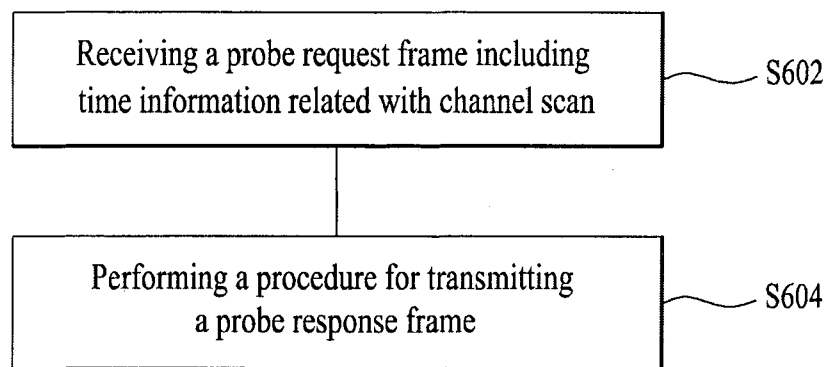 Receiving a probe request frame including
time information related with channel scan
S602
Performing a procedure for transmitting
a probe response frame
S604